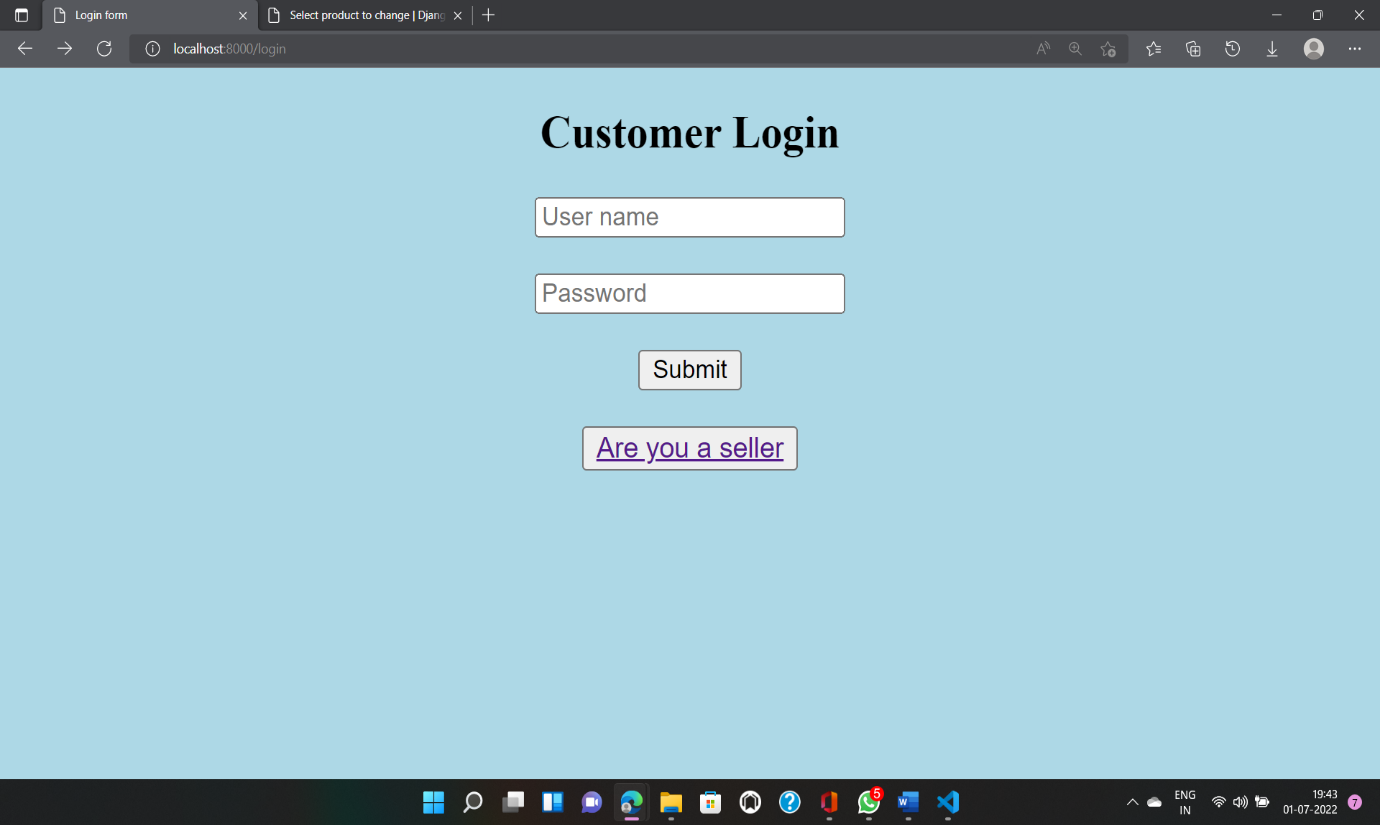 Login form
Select product to change | Djang
localhost:8000/login
Customer Login
User name
Password
Submit
Are you a seller
5
ENG
IN
19:43
01-07-2022
7